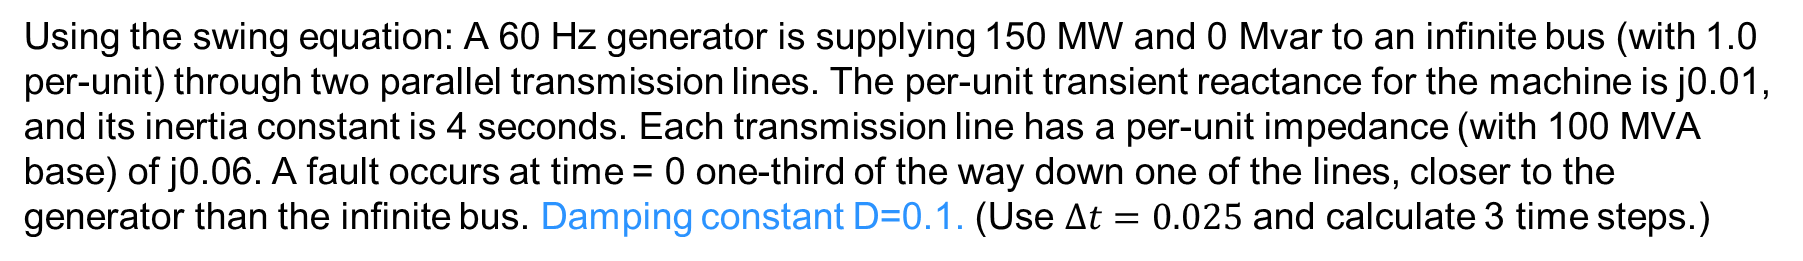 Using the swing equation: A 60 Hz generator is supplying 150 MW and 0 Mvar to an infinite bus (with 1.0
per-unit) through two parallel transmission lines. The per-unit transient reactance for the machine is j0.01,
and its inertia constant is 4 seconds. Each transmission line has a per-unit impedance (with 100 MVA
base) of j0.06. A fault occurs at time = 0 one-third of the way down one of the lines, closer to the
generator than the infinite bus. Damping constant D=0.1. (Use Δt = 0.025 and calculate 3 time steps.)